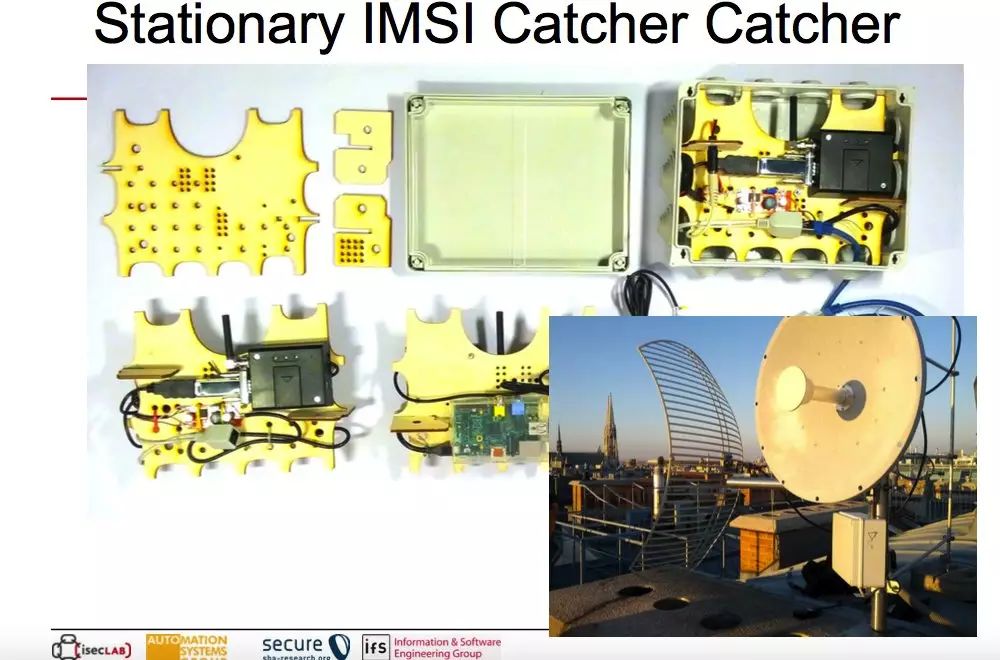 Stationary IMSI Catcher Catcher
isecLAB
AUTOMATION
SYSTEMS
GROUP
secure
sba-research.org
ifs
Information & Software
Engineering Group